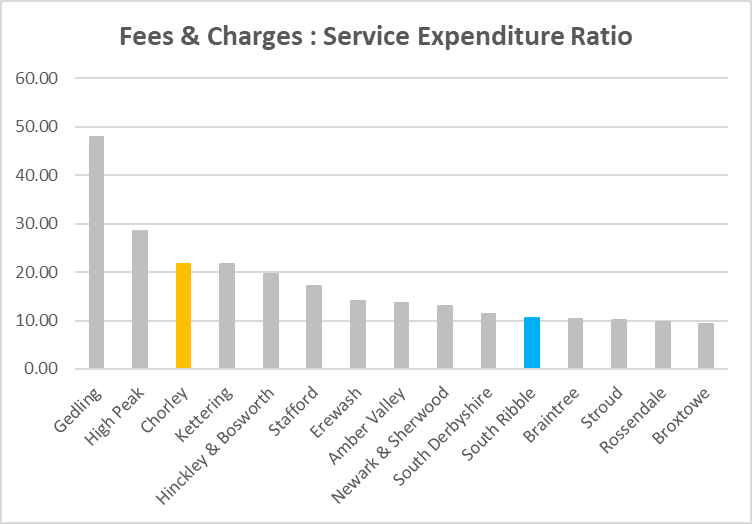 Fees & Charges : Service Expenditure Ratio
60.00
50.00
40.00
30.00
20.00
10.00
0.00
Gedling
High Peak
Chorley
Kettering
Hinckley & Bosworth
Stafford
Erewash
Amber Valley
Newark & Sherwood
South Derbyshire
South Ribble
Braintree
Stroud
Rossendale
Broxtowe